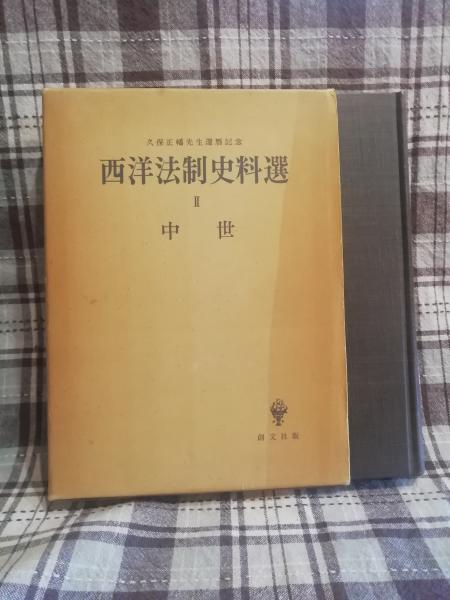 久保正幡先生還暦記念
西洋法制史料選
Ⅱ
中世
創文社版